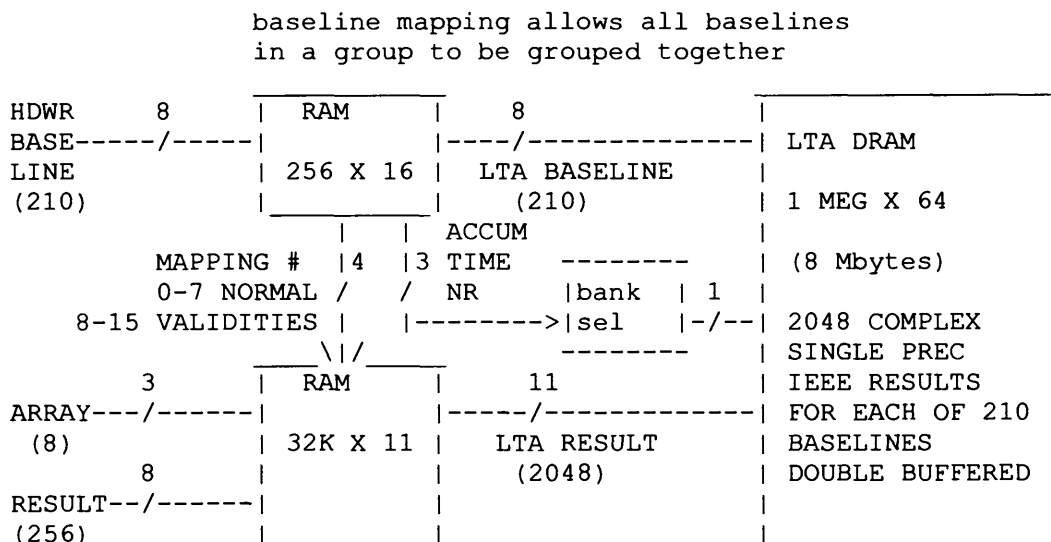 baseline mapping allows all baselines
in a group to be grouped together
HDWR 8 | RAM | 8 |
BASE-----/-----| |----/--------------| LTA DRAM
LINE | 256 X 16 | LTA BASELINE |
(210) | | (210) | 1 MEG X 64
| | ACCUM |
MAPPING # |4 |3 TIME -------- | (8 Mbytes)
0-7 NORMAL / / NR |bank | 1 |
8-15 VALIDITIES | |-------->|sel |-/--| 2048 COMPLEX
\|/ -------- | SINGLE PREC
3 | RAM | 11 | IEEE RESULTS
ARRAY---/------| |-----/-------------| FOR EACH OF 210
(8) | 32K X 11 | LTA RESULT | BASELINES
8 | | (2048) | DOUBLE BUFFERED
RESULT--/------| | |
(256) | | |